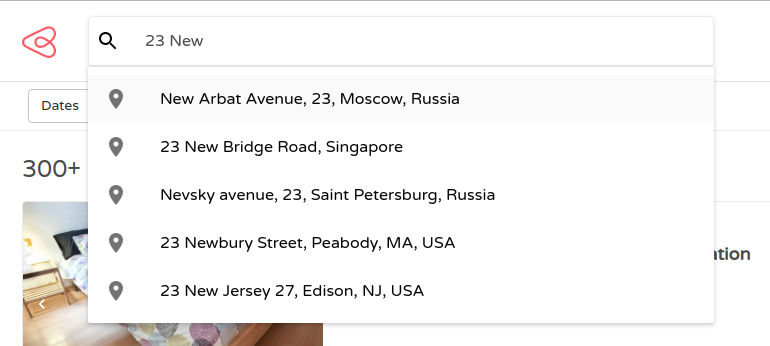 23 New
New Arbat Avenue, 23, Moscow, Russia
Dates
23 New Bridge Road, Singapore
300+
Nevsky avenue, 23, Saint Petersburg, Russia
23 Newbury Street, Peabody, MA, USA
23 New Jersey 27, Edison, NJ, USA